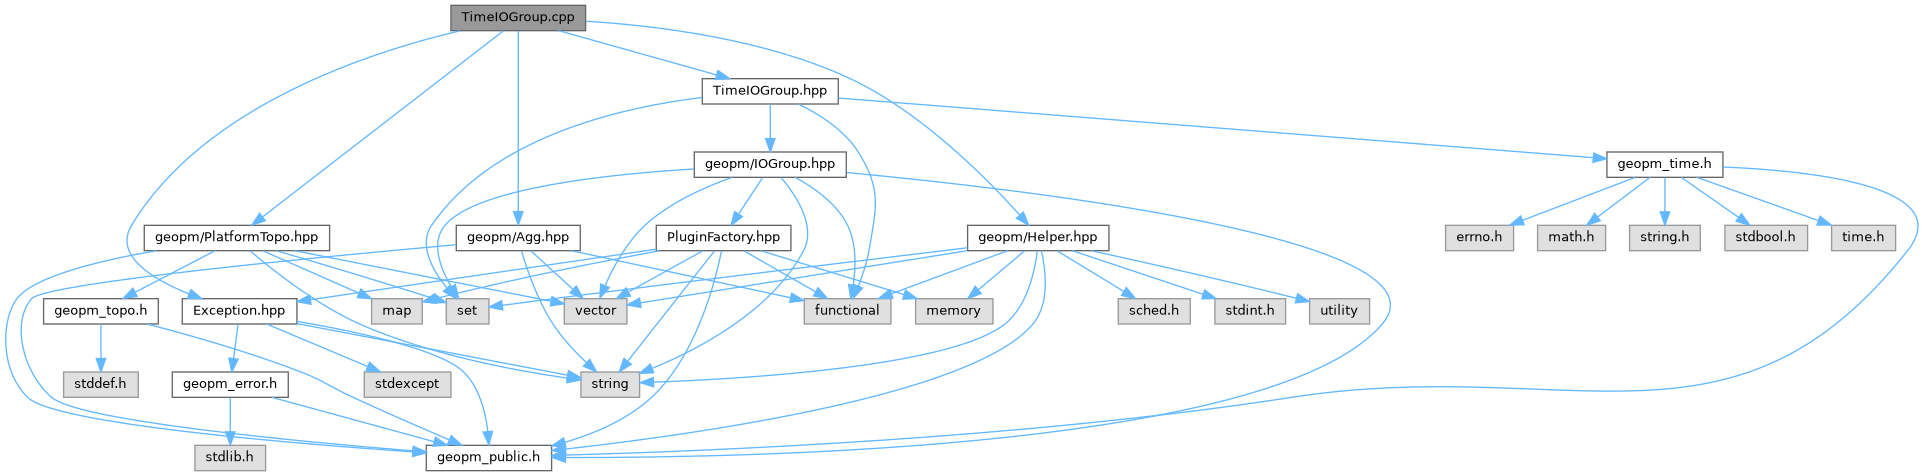 TimeIOGroup.cpp
TimeIOGroup.hpp
geopm/IOGroup.hpp
geopm_time.h
geopm/PlatformTopo.hpp
geopm/Agg.hpp
PluginFactory.hpp
geopm/Helper.hpp
errno.h
math.h
string.h
stdbool.h
time.h
geopm_topo.h
Exception.hpp
map
set
vector
functional
memory
sched.h
stdint.h
utility
stddef.h
geopm_error.h
stdexcept
string
stdlib.h
geopm_public.h